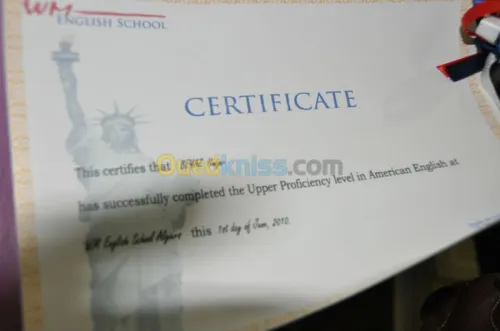 WM
ENGLISH SCHOOL
CERTIFICATE
This certifies that
Ouedkniss.com
has successfully completed the Upper Proficiency level in American English at
WM English School Algiers this 1st day of June, 2010.